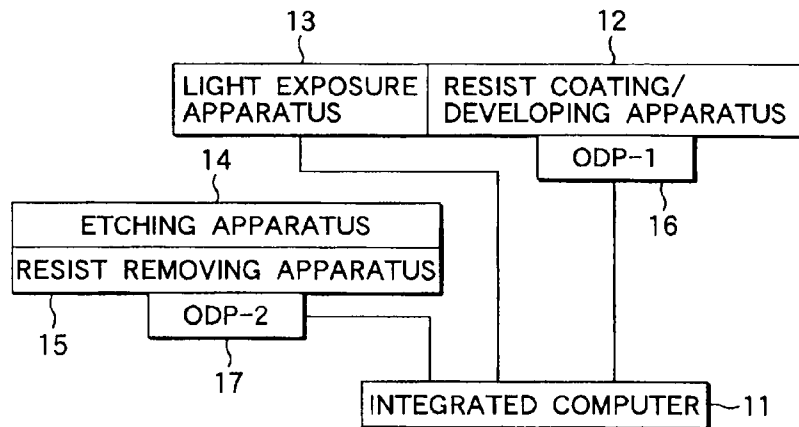 13
12
LIGHT EXPOSURE
APPARATUS
RESIST COATING/
DEVELOPING APPARATUS
ODP-1
16
14
ETCHING APPARATUS
RESIST REMOVING APPARATUS
ODP-2
15
17
INTEGRATED COMPUTER
11